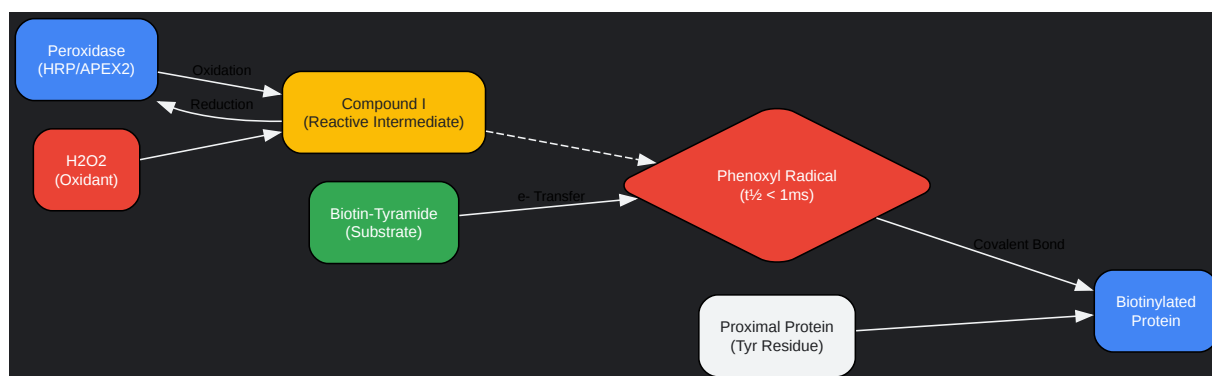 Peroxidase
(HRP/APEX2)
Oxidation
Reduction
H2O2
(Oxidant)
Compound I
(Reactive Intermediate)
Biotin-Tyramide
(Substrate)
e- Transfer
Phenoxyl Radical
(t½ < 1ms)
Covalent Bond
Proximal Protein
(Tyr Residue)
Biotinylated
Protein